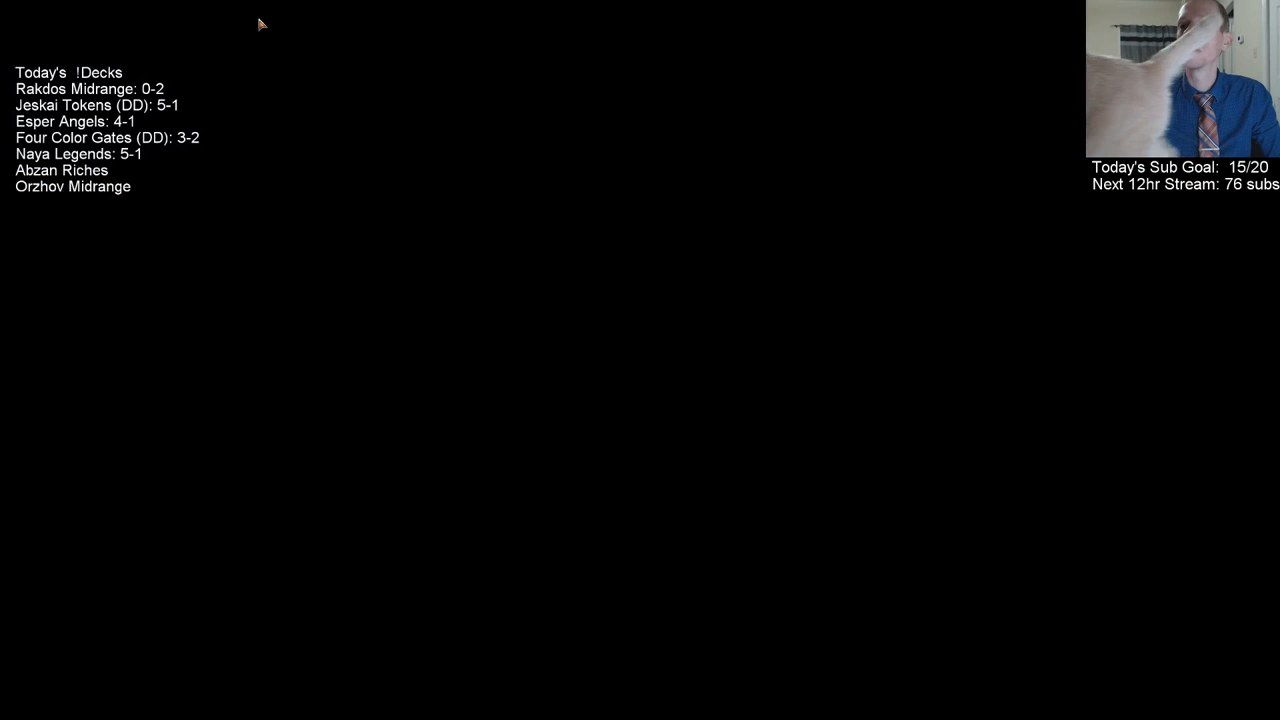 Today's !Decks
Rakdos Midrange: 0-2
Jeskai Tokens (DD): 5-1
Esper Angels: 4-1
Four Color Gates (DD): 3-2
Naya Legends: 5-1
Abzan Riches
Orzhov Midrange
Today's Sub Goal: 15/20
Next 12hr Stream: 76 subs